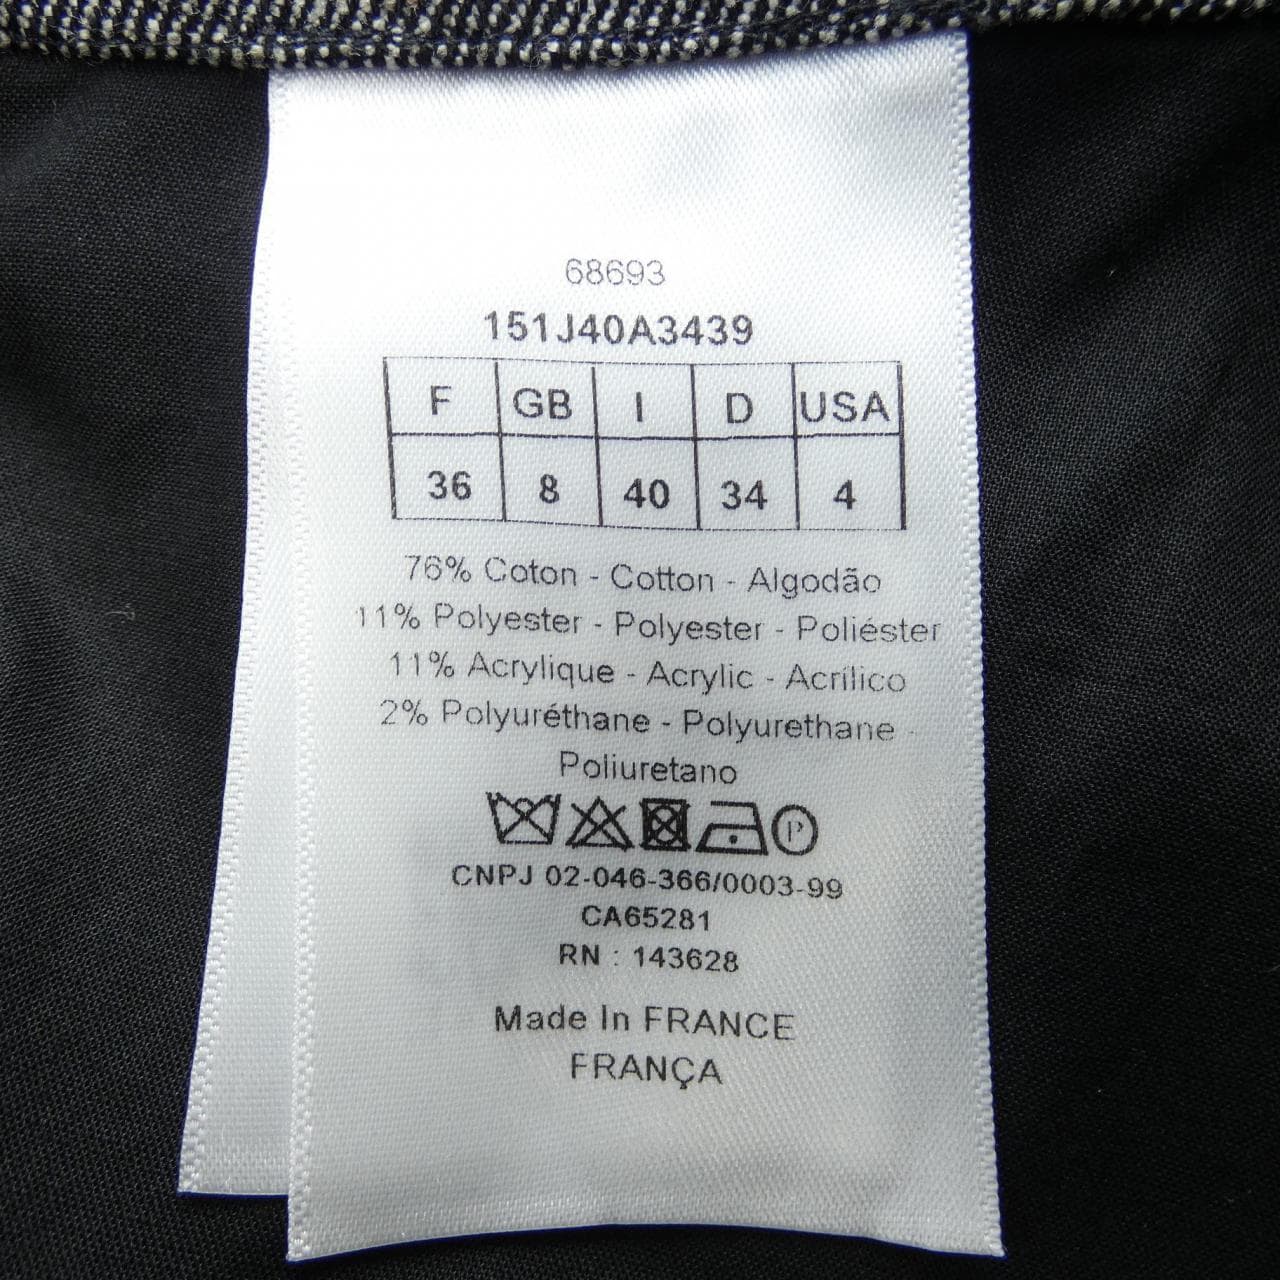 68693
151J40A3439
F GB I D USA
36 8 40 34 4
76% Coton - Cotton - Algodão
11% Polyester - Polyester - Poliéster
11% Acrylique - Acrylic - Acrílico
2% Polyuréthane - Polyurethane -
Poliuretano
P
CNPJ 02-046-366/0003-99
CA65281
RN : 143628
Made In FRANCE
FRANÇA